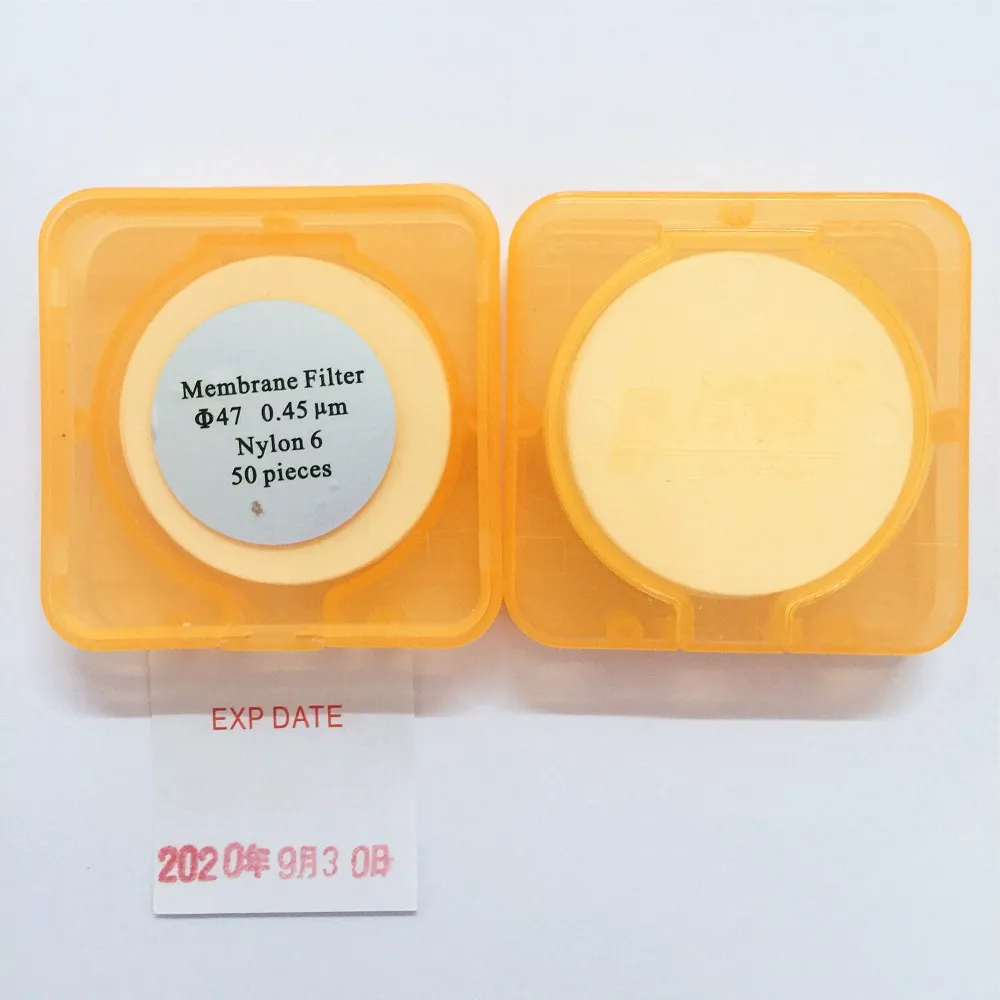 Membrane Filter
Φ47 0.45 μm
Nylon 6
50 pieces
EXP DATE
2020年9月30日